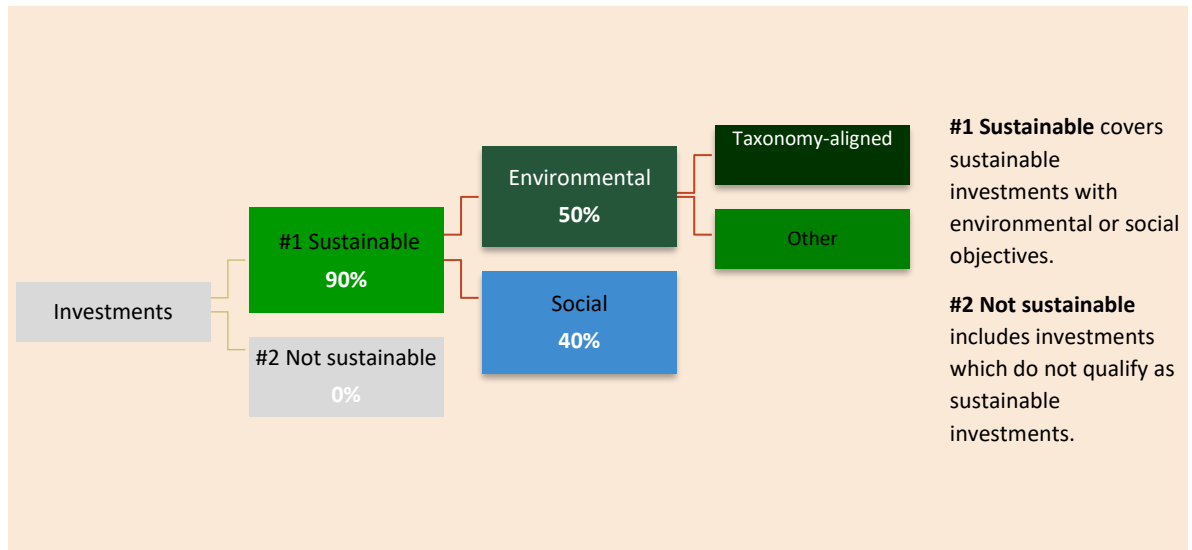 Investments
#1 Sustainable
90%
#2 Not sustainable
0%
Environmental
50%
Social
40%
Taxonomy-aligned
Other
#1 Sustainable covers
sustainable
investments with
environmental or social
objectives.
#2 Not sustainable
includes investments
which do not qualify as
sustainable
investments.